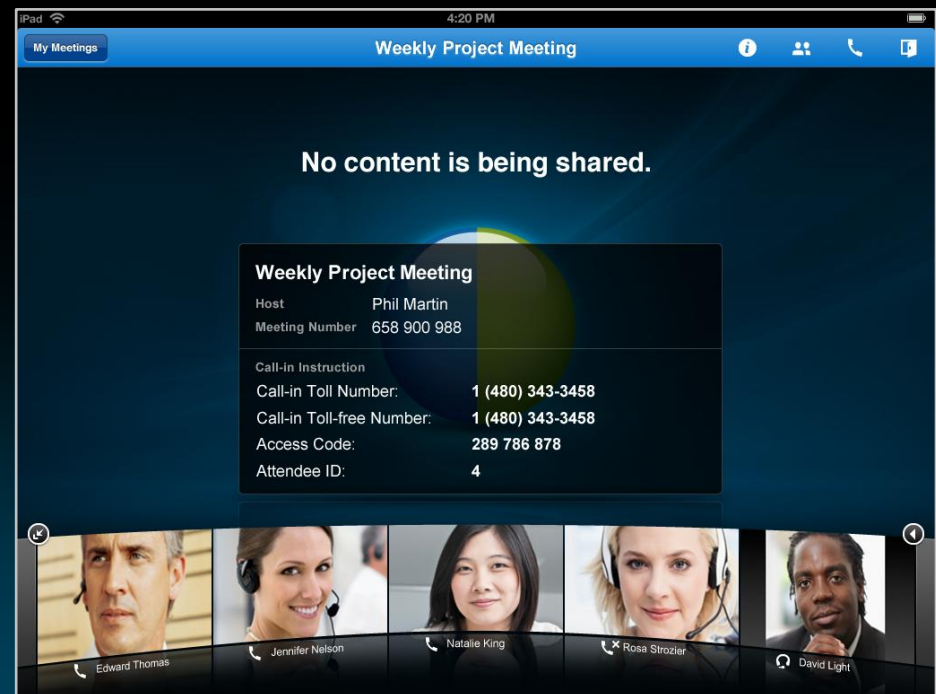 iPad 4:20 PM
My Meetings Weekly Project Meeting
No content is being shared.
Weekly Project Meeting
Host Phil Martin
Meeting Number 658 900 988
Call-in Instruction
Call-in Toll Number: 1 (480) 343-3458
Call-in Toll-free Number: 1 (480) 343-3458
Access Code: 289 786 878
Attendee ID: 4
Edward Thomas
Jennifer Nelson
Natalie King
Rosa Strozier
David Light